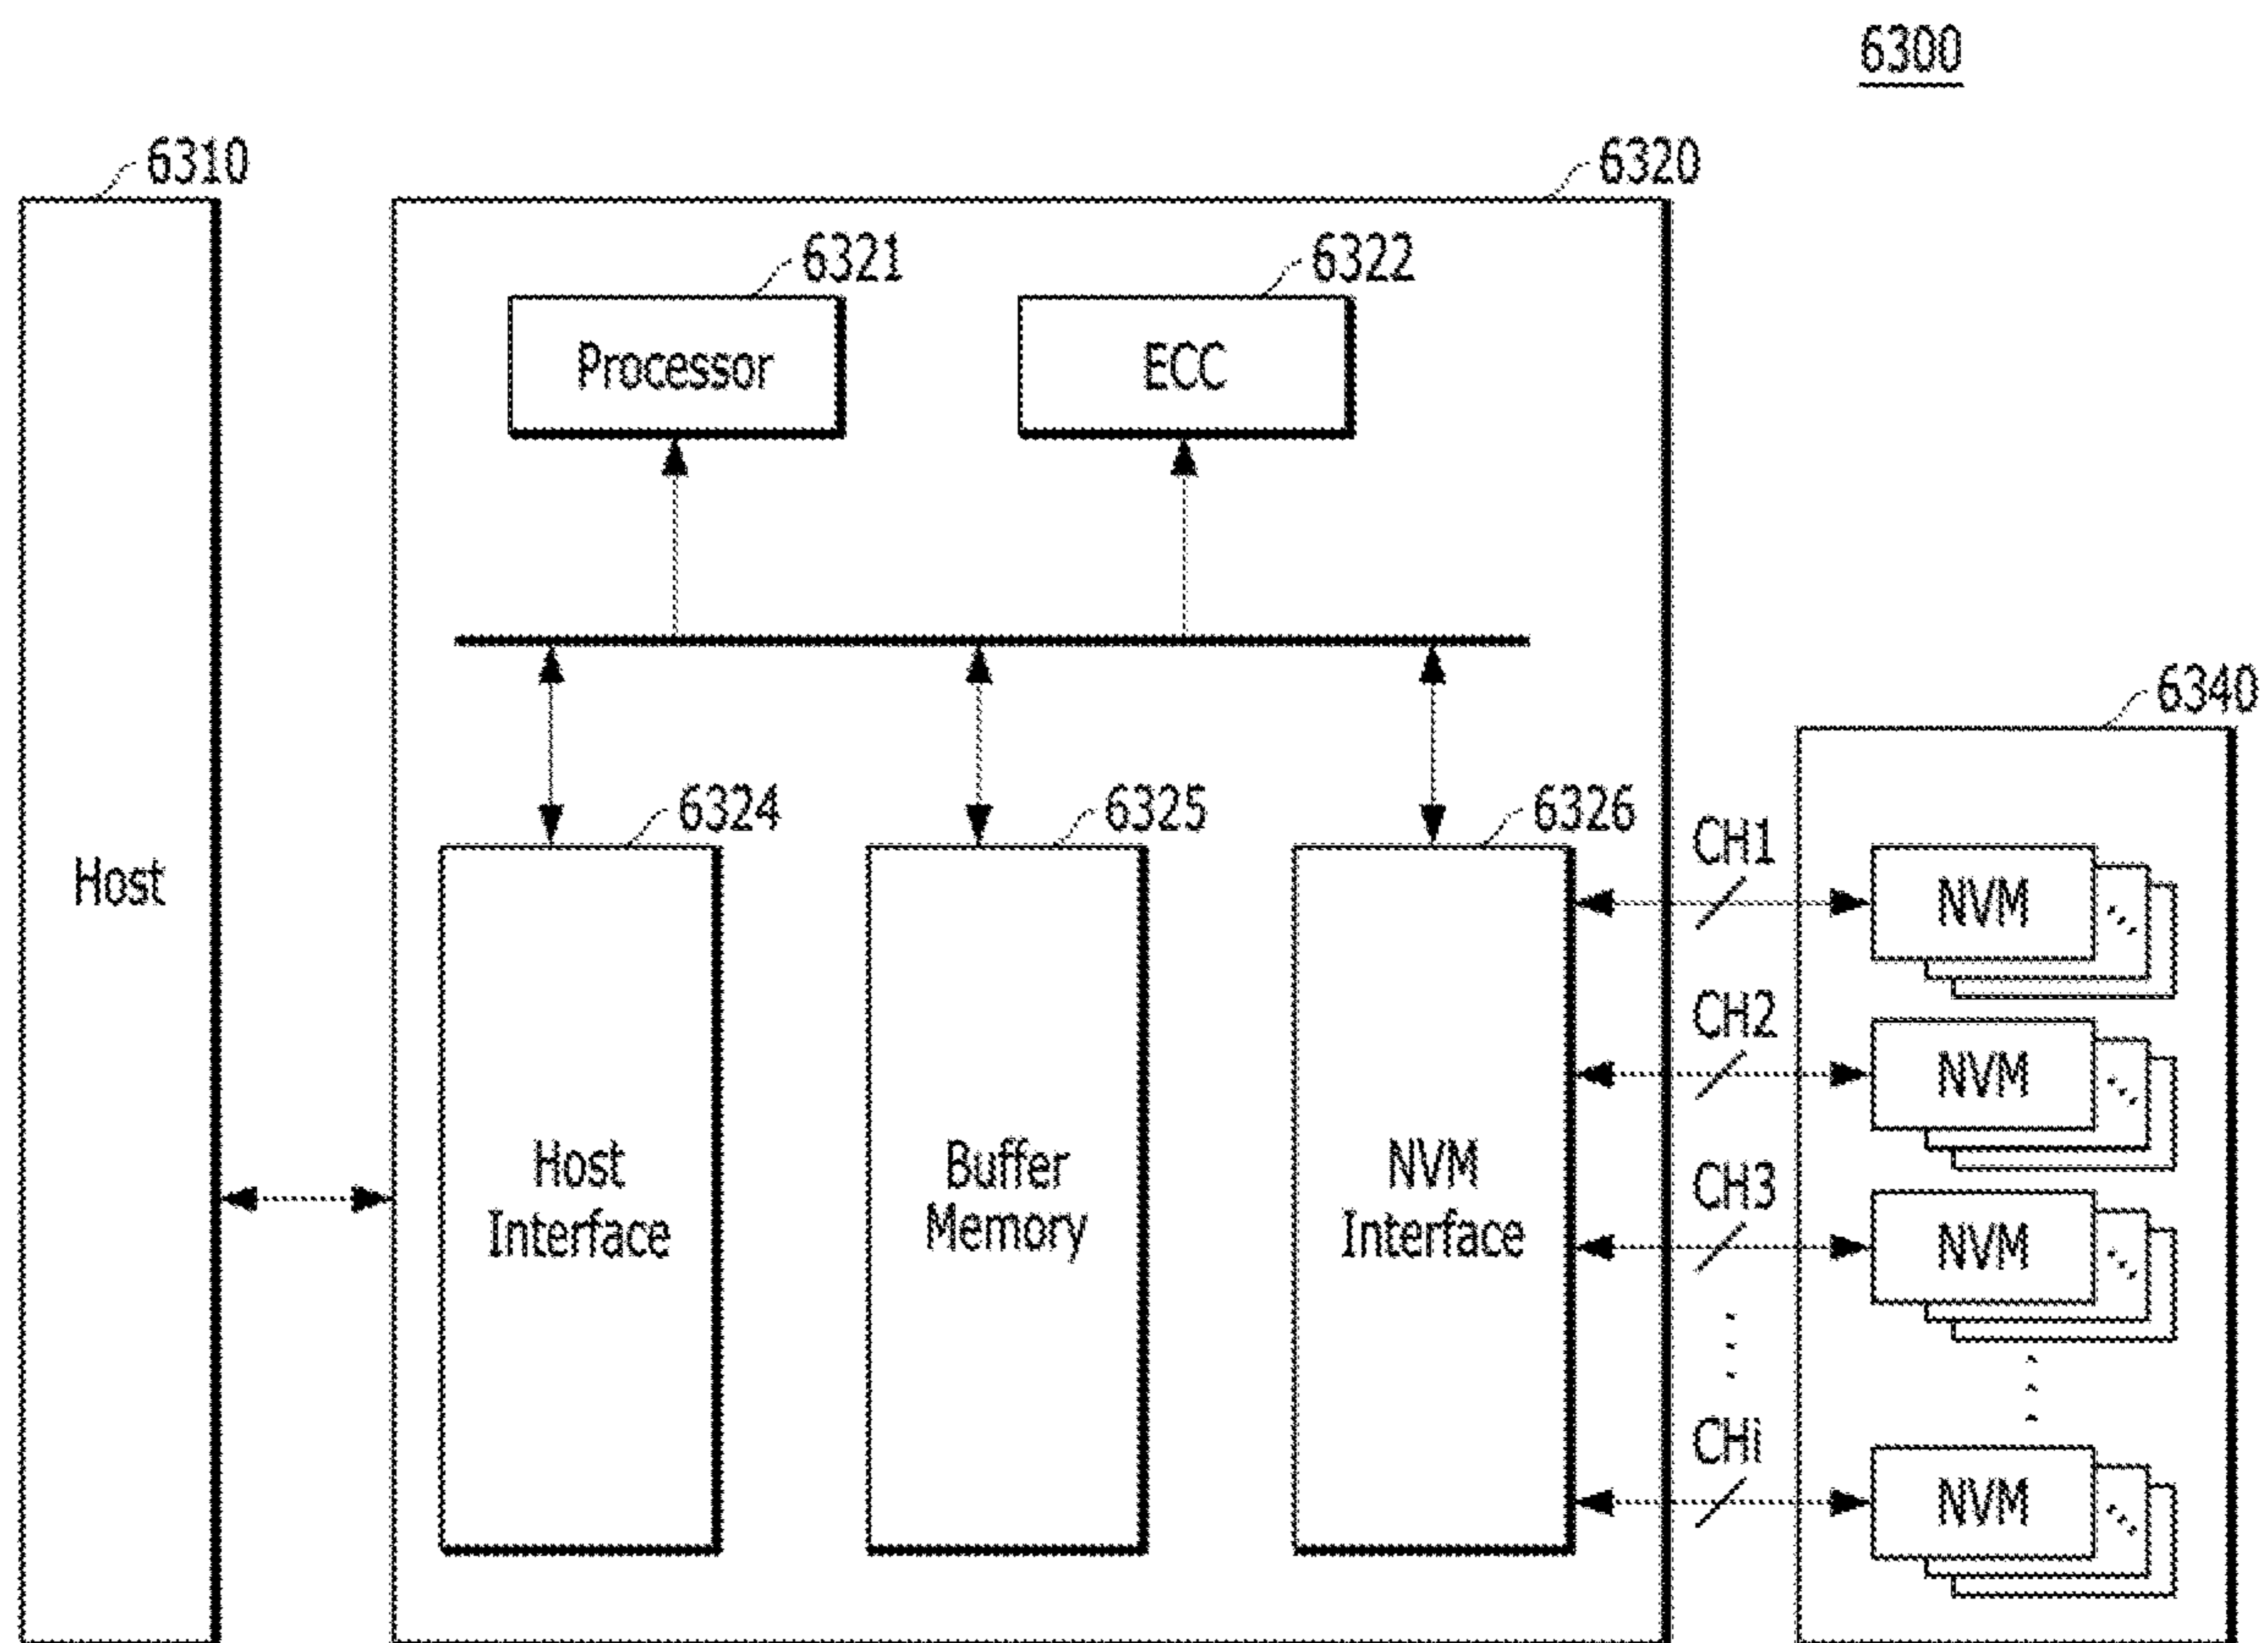 6300
6310
6320
6321
6322
Processor
ECC
6340
6324
6325
6326
CH1
Host
NVM
CH2
NVM
Host
Interface
Buffer
Memory
NVM
Interface
CH3
NVM
CHi
NVM